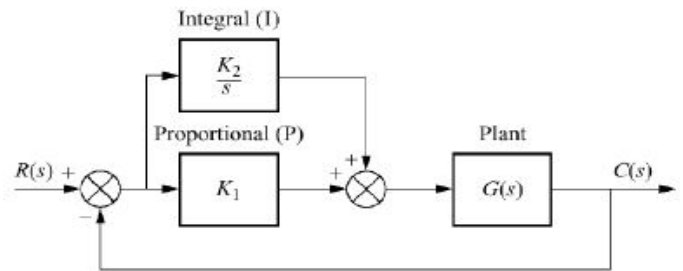 Integral (I)
K₂
s
Proportional (P)
Plant
R(s) +
−
K₁
+
+
G(s)
C(s)